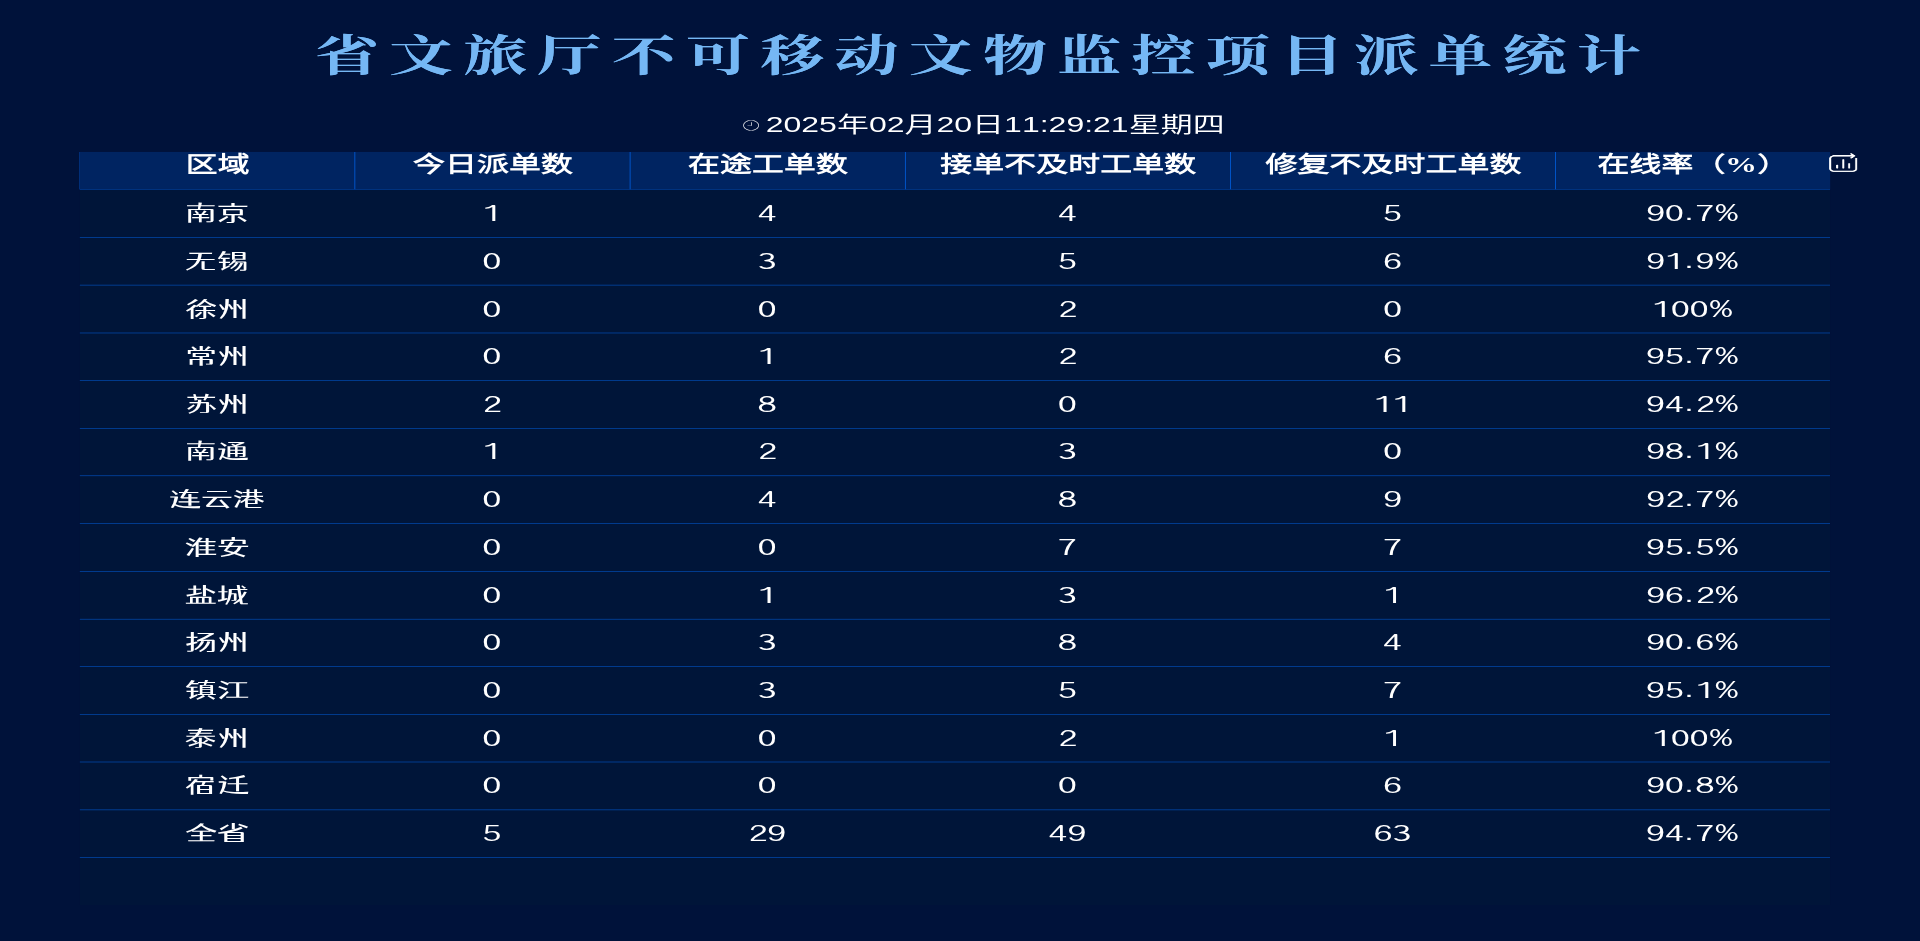 省文旅厅不可移动文物监控项目派单统计
2025年02月20日11:29:21星期四
区域 今日派单数 在途工单数 接单不及时工单数 修复不及时工单数 在线率（%）
南京 1 4 4 5 90.7%
无锡 0 3 5 6 91.9%
徐州 0 0 2 0 100%
常州 0 1 2 6 95.7%
苏州 2 8 0 11 94.2%
南通 1 2 3 0 98.1%
连云港 0 4 8 9 92.7%
淮安 0 0 7 7 95.5%
盐城 0 1 3 1 96.2%
扬州 0 3 8 4 90.6%
镇江 0 3 5 7 95.1%
泰州 0 0 2 1 100%
宿迁 0 0 0 6 90.8%
全省 5 29 49 63 94.7%